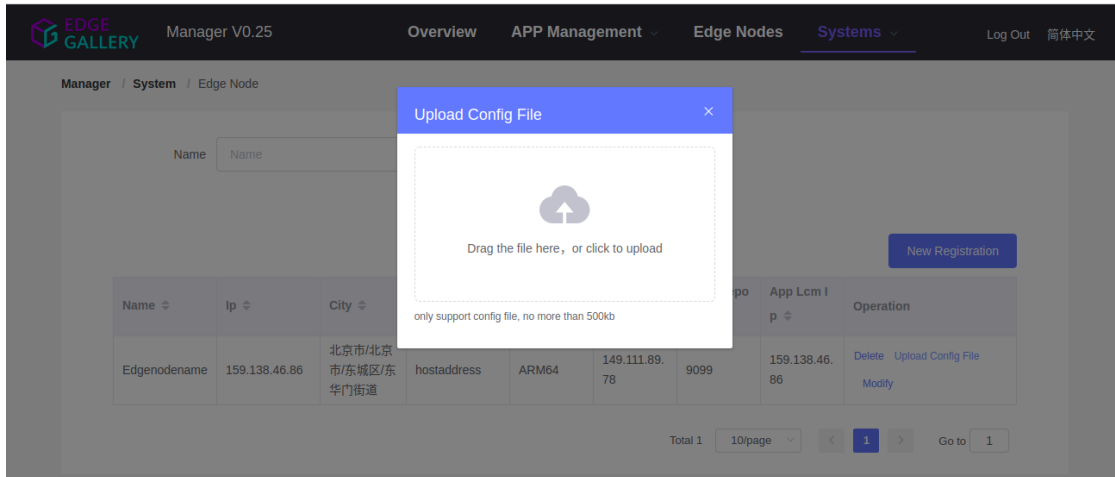 EDGE
GALLERY
Manager V0.25
Overview
APP Management
Edge Nodes
Systems
Log Out
简体中文
Manager / System / Edge Node
Upload Config File
Name
Name
Drag the file here，or click to upload
New Registration
only support config file, no more than 500kb
Name
Ip
City
po
App Lcm I
p
Operation
Edgenodename
159.138.46.86
北京市/北京
市/东城区/东
华门街道
hostaddress
ARM64
149.111.89.
78
9099
159.138.46.
86
Delete
Upload Config File
Modify
Total 1
10/page
1
Go to
1